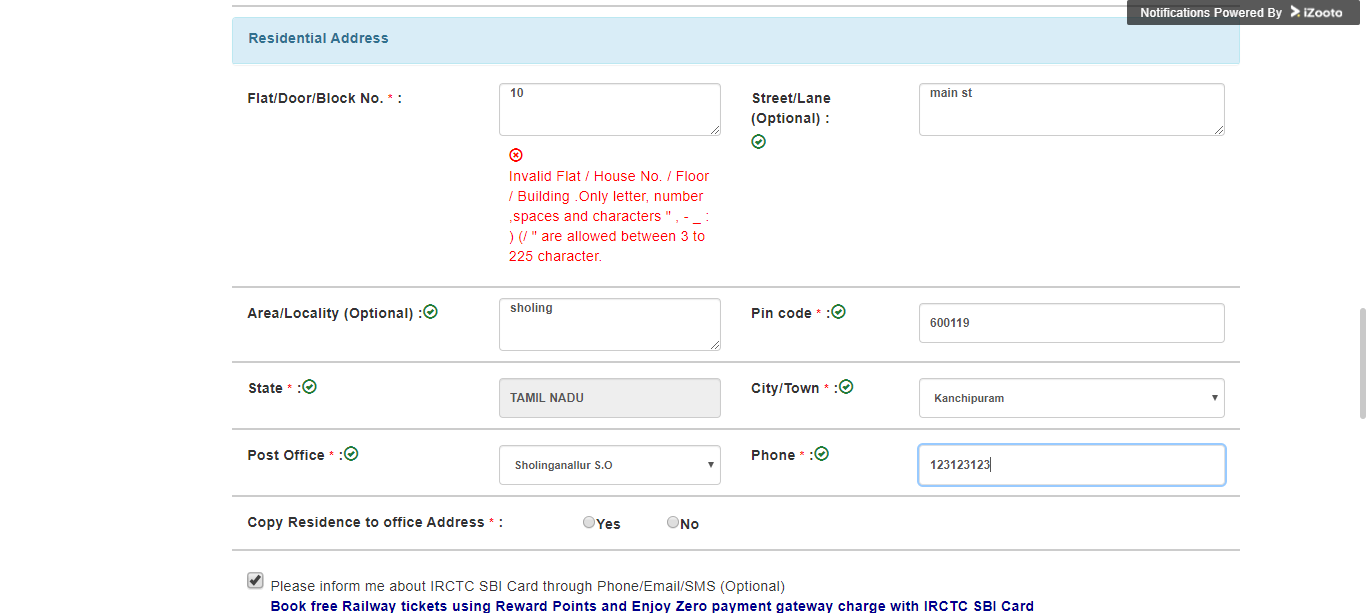 Notifications Powered By iZooto
Residential Address
Flat/Door/Block No. * :
10
Street/Lane
(Optional) :
main st
Invalid Flat / House No. / Floor
/ Building .Only letter, number
,spaces and characters " , - _ :
) (/ " are allowed between 3 to
225 character.
Area/Locality (Optional) :
sholing
Pin code * :
600119
State * :
TAMIL NADU
City/Town * :
Kanchipuram
Post Office * :
Sholinganallur S.O
Phone * :
123123123
Copy Residence to office Address * :
Yes
No
Please inform me about IRCTC SBI Card through Phone/Email/SMS (Optional)
Book free Railway tickets using Reward Points and Enjoy Zero payment gateway charge with IRCTC SBI Card